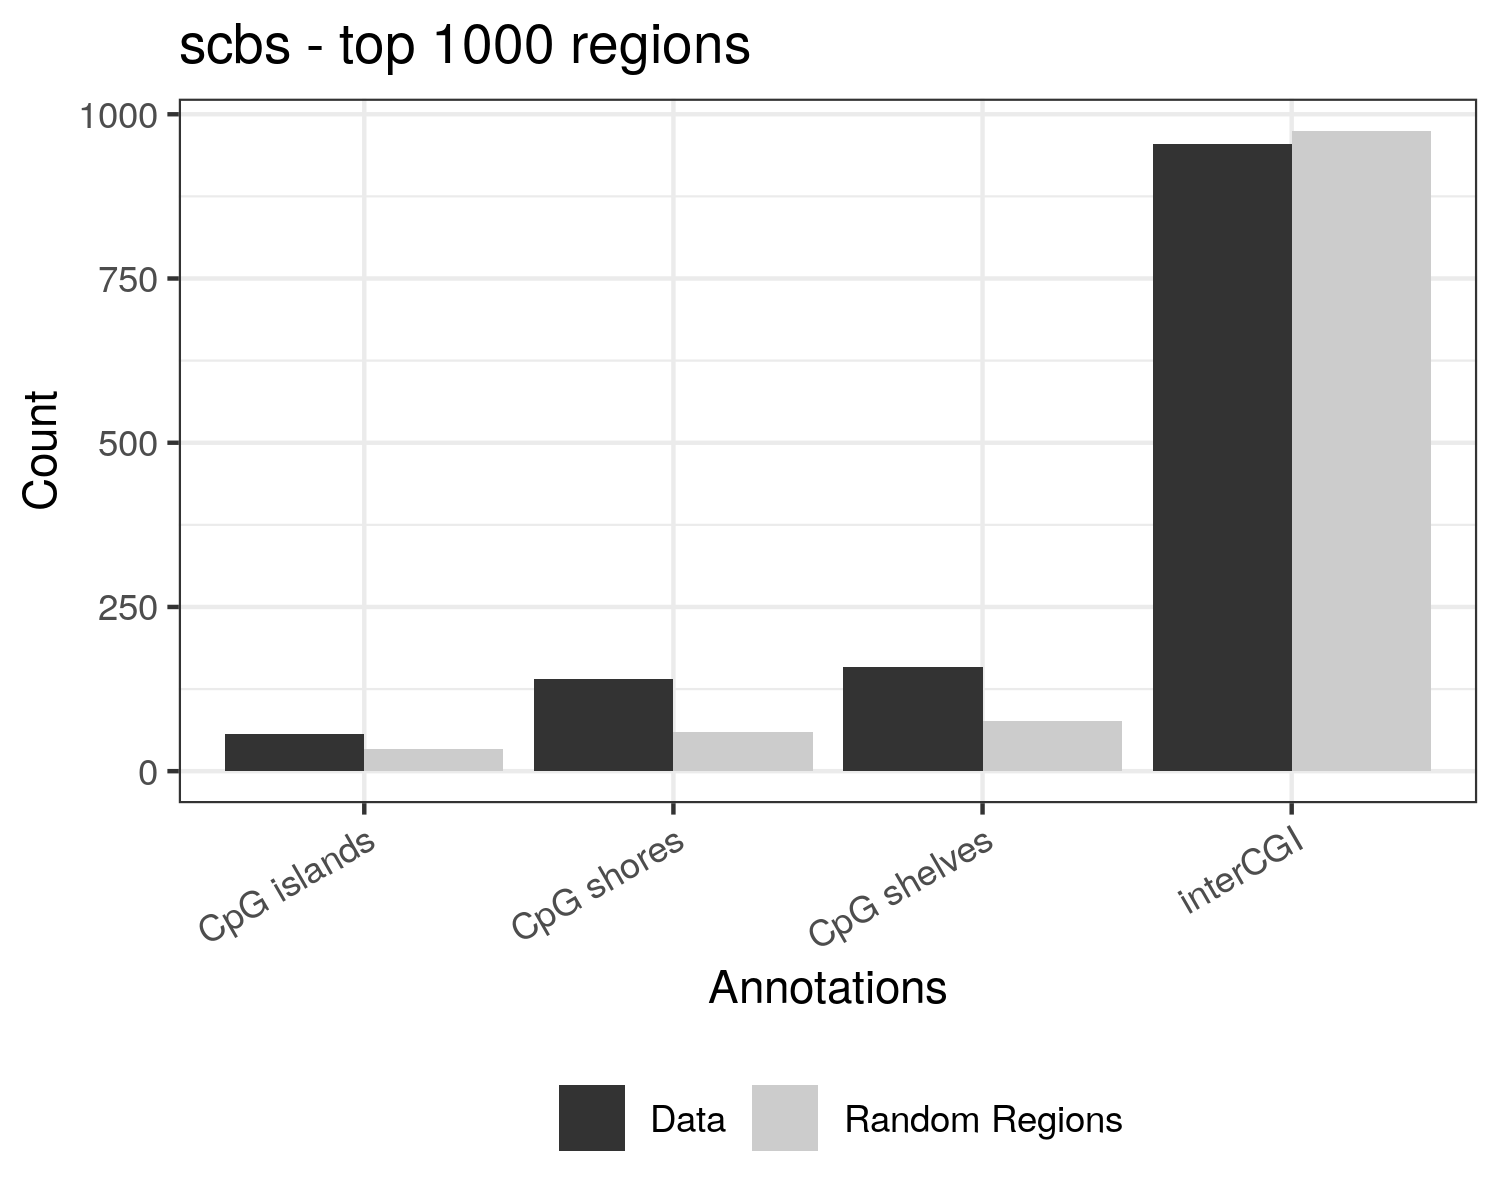 scbs - top 1000 regions
1000
750
500
250
0
Count
CpG islands
CpG shores
CpG shelves
interCGI
Annotations
Data
Random Regions